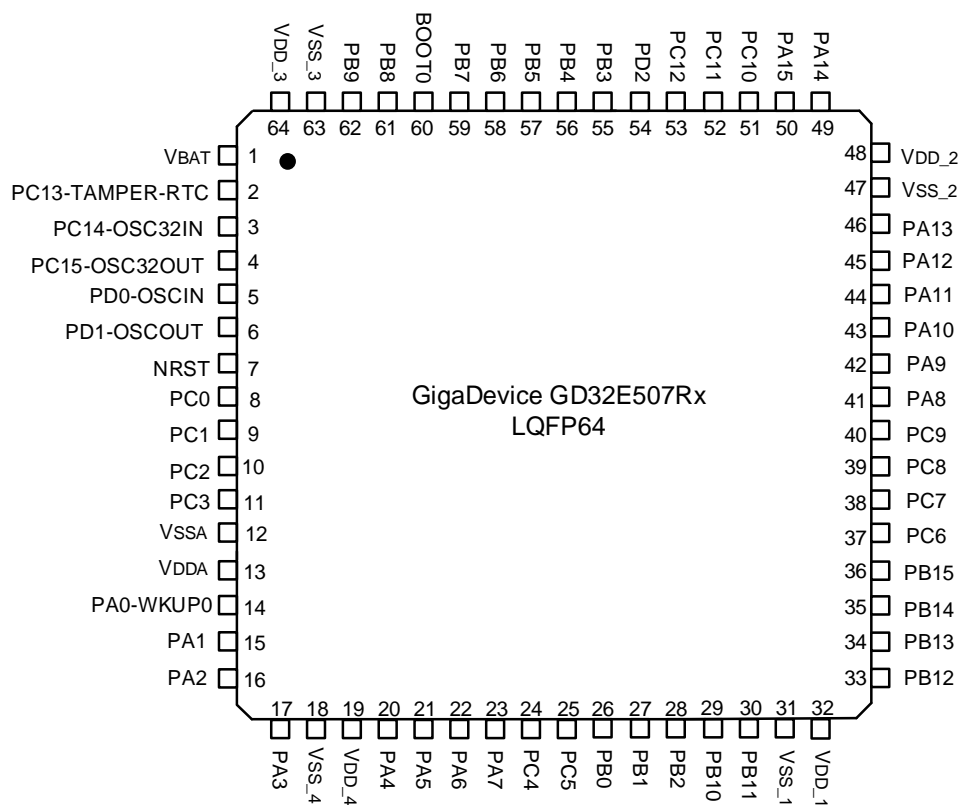 VDD_3
VSS_3
PB9
PB8
BOOT0
PB7
PB6
PB5
PB4
PB3
PD2
PC12
PC11
PC10
PA15
PA14
64 63 62 61 60 59 58 57 56 55 54 53 52 51 50 49
VBAT 1
PC13-TAMPER-RTC 2
PC14-OSC32IN 3
PC15-OSC32OUT 4
PD0-OSCIN 5
PD1-OSCOUT 6
NRST 7
PC0 8
PC1 9
PC2 10
PC3 11
VSSA 12
VDDA 13
PA0-WKUP0 14
PA1 15
PA2 16
GigaDevice GD32E507Rx
LQFP64
48 VDD_2
47 VSS_2
46 PA13
45 PA12
44 PA11
43 PA10
42 PA9
41 PA8
40 PC9
39 PC8
38 PC7
37 PC6
36 PB15
35 PB14
34 PB13
33 PB12
17 18 19 20 21 22 23 24 25 26 27 28 29 30 31 32
PA3
VSS_4
VDD_4
PA4
PA5
PA6
PA7
PC4
PC5
PB0
PB1
PB2
PB10
PB11
VSS_1
VDD_1